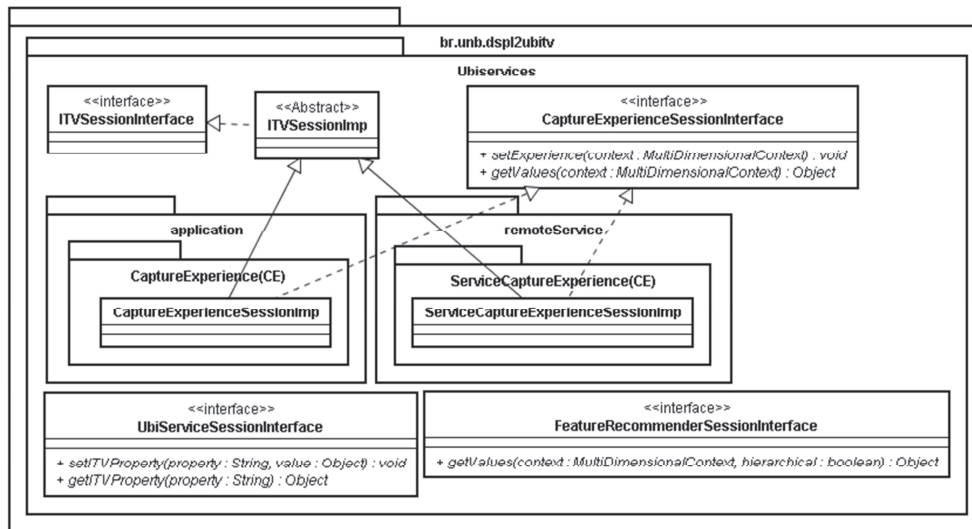 br.unb.dspl2ubitv
Ubiservices
<<interface>>
ITVSessionInterface
<<Abstract>>
ITVSessionImp
<<interface>>
CaptureExperienceSessionInterface
+ setExperience(context : MultiDimensionalContext) : void
+ getValues(context : MultiDimensionalContext) : Object
application
CaptureExperience(CE)
CaptureExperienceSessionImp
remoteService
ServiceCaptureExperience(CE)
ServiceCaptureExperienceSessionImp
<<interface>>
UbiServiceSessionInterface
+ setITVProperty(property : String, value : Object) : void
+ getITVProperty(property : String) : Object
<<interface>>
FeatureRecommenderSessionInterface
+ getValues(context : MultiDimensionalContext, hierarchical : boolean) : Object